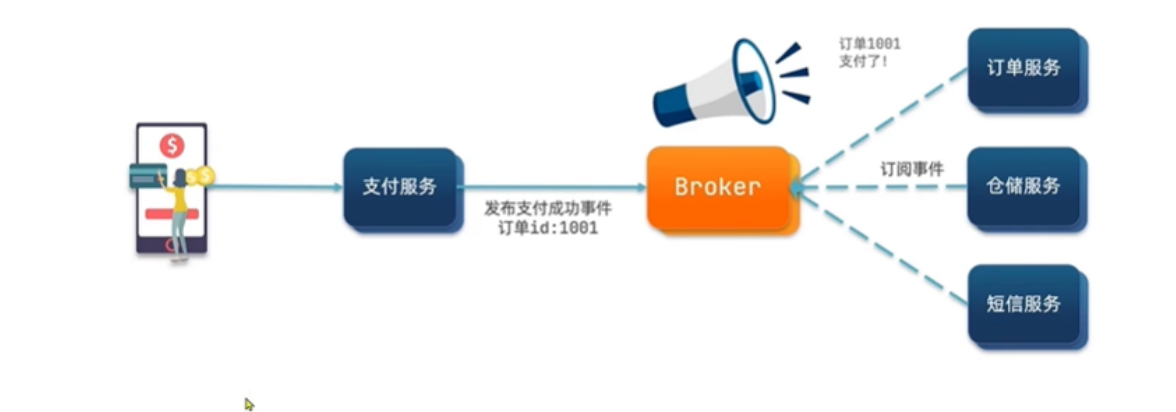 订单1001
支付了!
订单服务
支付服务
Broker
订阅事件
仓储服务
发布支付成功事件
订单id:1001
短信服务
$
$
$